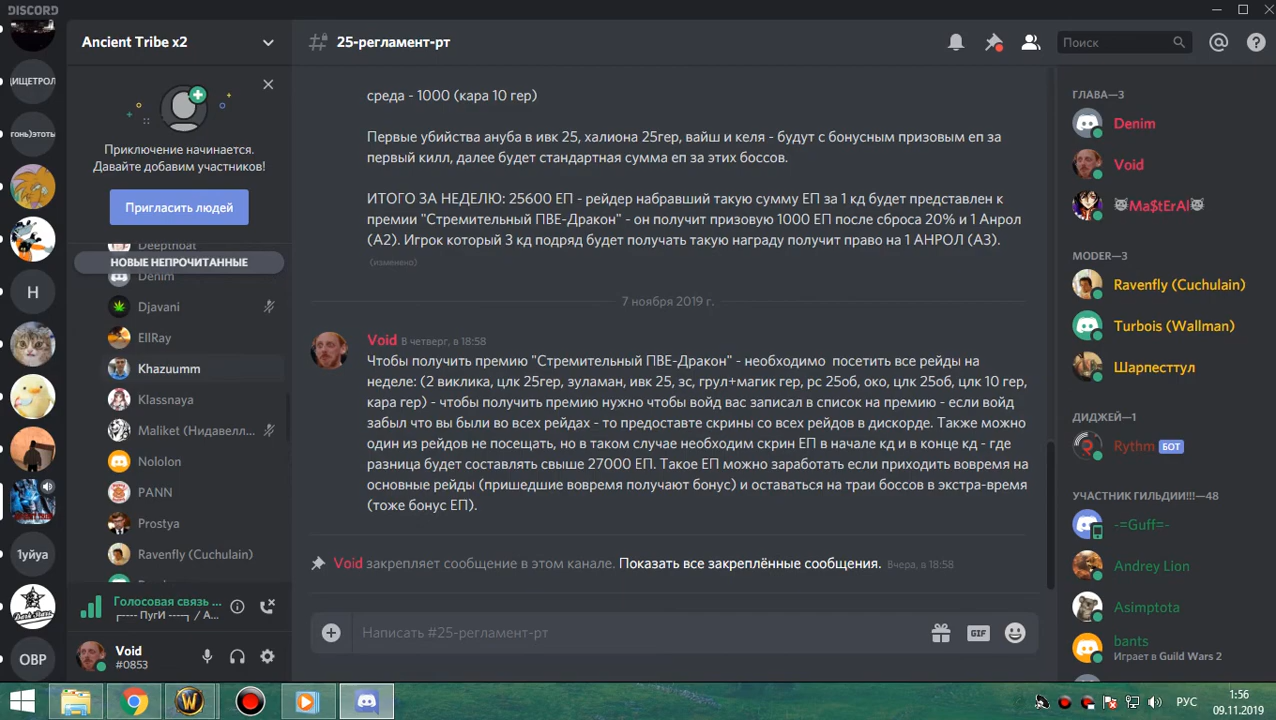 DISCORD
Ancient Tribe x2
25-регламент-рт
Поиск
ДИЩЕТРОЛ
гонь)этоты
Н
1уйуа
ОВР
Приключение начинается.
Давайте добавим участников!
Пригласить людей
Deepthoat
НОВЫЕ НЕПРОЧИТАННЫЕ
Denim
Djavani
EllRay
Khazuumm
Klassnaya
Maliket (Нидавелл...
Nololon
PANN
Prostya
Ravenfly (Cuchulain)
Голосовая связь ...
┌---- ПугИ ----┐ / А...
Void
#0853
среда - 1000 (кара 10 гер)
Первые убийства ануба в ивк 25, халиона 25гер, вайш и келя - будут с бонусным призовым еп за
первый килл, далее будет стандартная сумма еп за этих боссов.
ИТОГО ЗА НЕДЕЛЮ: 25600 ЕП - рейдер набравший такую сумму ЕП за 1 кд будет представлен к
премии "Стремительный ПВЕ-Дракон" - он получит призовую 1000 ЕП после сброса 20% и 1 Анрол
(А2). Игрок который 3 кд подряд будет получать такую награду получит право на 1 АНРОЛ (А3).
(изменено)
7 ноября 2019 г.
Void В четверг, в 18:58
Чтобы получить премию "Стремительный ПВЕ-Дракон" - необходимо посетить все рейды на
неделе: (2 виклика, цлк 25гер, зуламан, ивк 25, зс, грул+магик гер, рс 25об, око, цлк 25об, цлк 10 гер,
кара гер) - чтобы получить премию нужно чтобы войд вас записал в список на премию - если войд
забыл что вы были во всех рейдах - то предоставте скрины со всех рейдов в дискорде. Также можно
один из рейдов не посещать, но в таком случае необходим скрин ЕП в начале кд и в конце кд - где
разница будет составлять свыше 27000 ЕП. Такое ЕП можно заработать если приходить вовремя на
основные рейды (пришедшие вовремя получают бонус) и оставаться на траи боссов в экстра-время
(тоже бонус ЕП).
Void закрепляет сообщение в этом канале. Показать все закреплённые сообщения. Вчера, в 18:58
Написать #25-регламент-рт
GIF
ГЛАВА—3
Denim
Void
Ma$tErAl
MODER—3
Ravenfly (Cuchulain)
Turbois (Wallman)
Шарпесттул
ДИДЖЕЙ—1
Rythm БОТ
УЧАСТНИК ГИЛЬДИИ!!!—48
-=Guff=-
Andrey Lion
Asimptota
bants
Играет в Guild Wars 2
РУС
1:56
09.11.2019